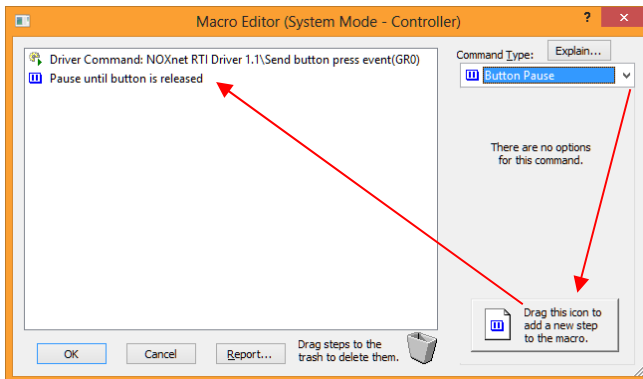 Macro Editor (System Mode - Controller)
?
Driver Command: NOXnet RTI Driver 1.1\Send button press event(GR0)
Pause until button is released
Command Type:
Explain...
Button Pause
There are no options
for this command.
Drag this icon to
add a new step
to the macro.
OK
Cancel
Report...
Drag steps to the
trash to delete them.